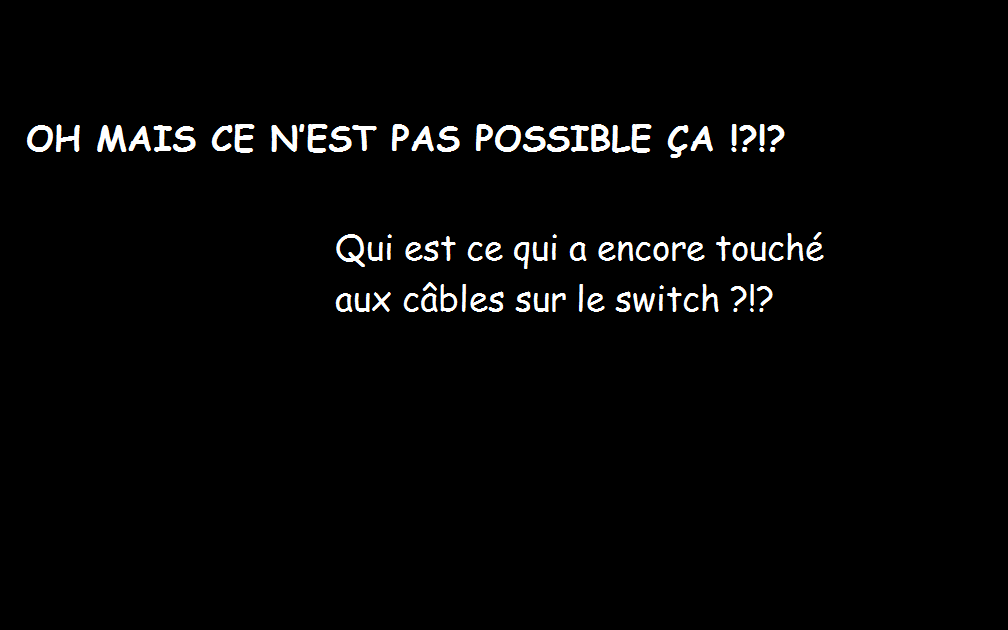 OH MAIS CE N'EST PAS POSSIBLE ÇA !?!?
Qui est ce qui a encore touché
aux câbles sur le switch ?!?